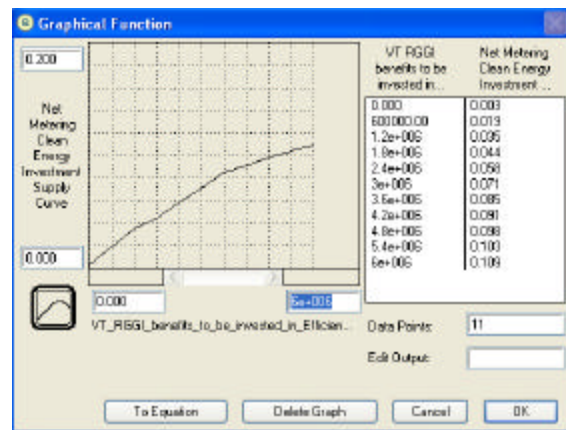 Graphical Function
0.200
Net
Metering
Clean
Energy
Investment
Supply
Curve
0.000
0.000
6e+006
VT_RGGI_benefits_to_be_invested_in_Efficien...
VT RGGI
benefits to be
invested in...
Net Metering
Clean Energy
Investment ...
0.000 0.003
600000.00 0.019
1.2e+006 0.035
1.8e+006 0.044
2.4e+006 0.058
3e+006 0.071
3.6e+006 0.085
4.2e+006 0.091
4.8e+006 0.098
5.4e+006 0.103
6e+006 0.109
Data Points: 11
Edit Output:
To Equation
Delete Graph
Cancel
OK